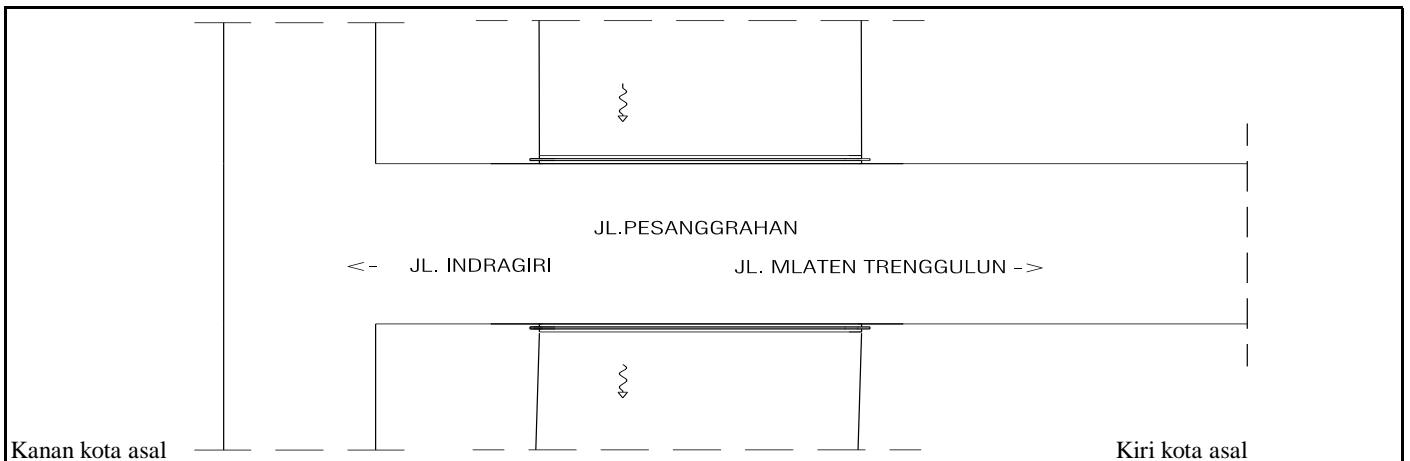 JL.PESANGGRAHAN
<- JL. INDRAGIRI JL. MLATEN TRENGGULUN ->
Kanan kota asal Kiri kota asal